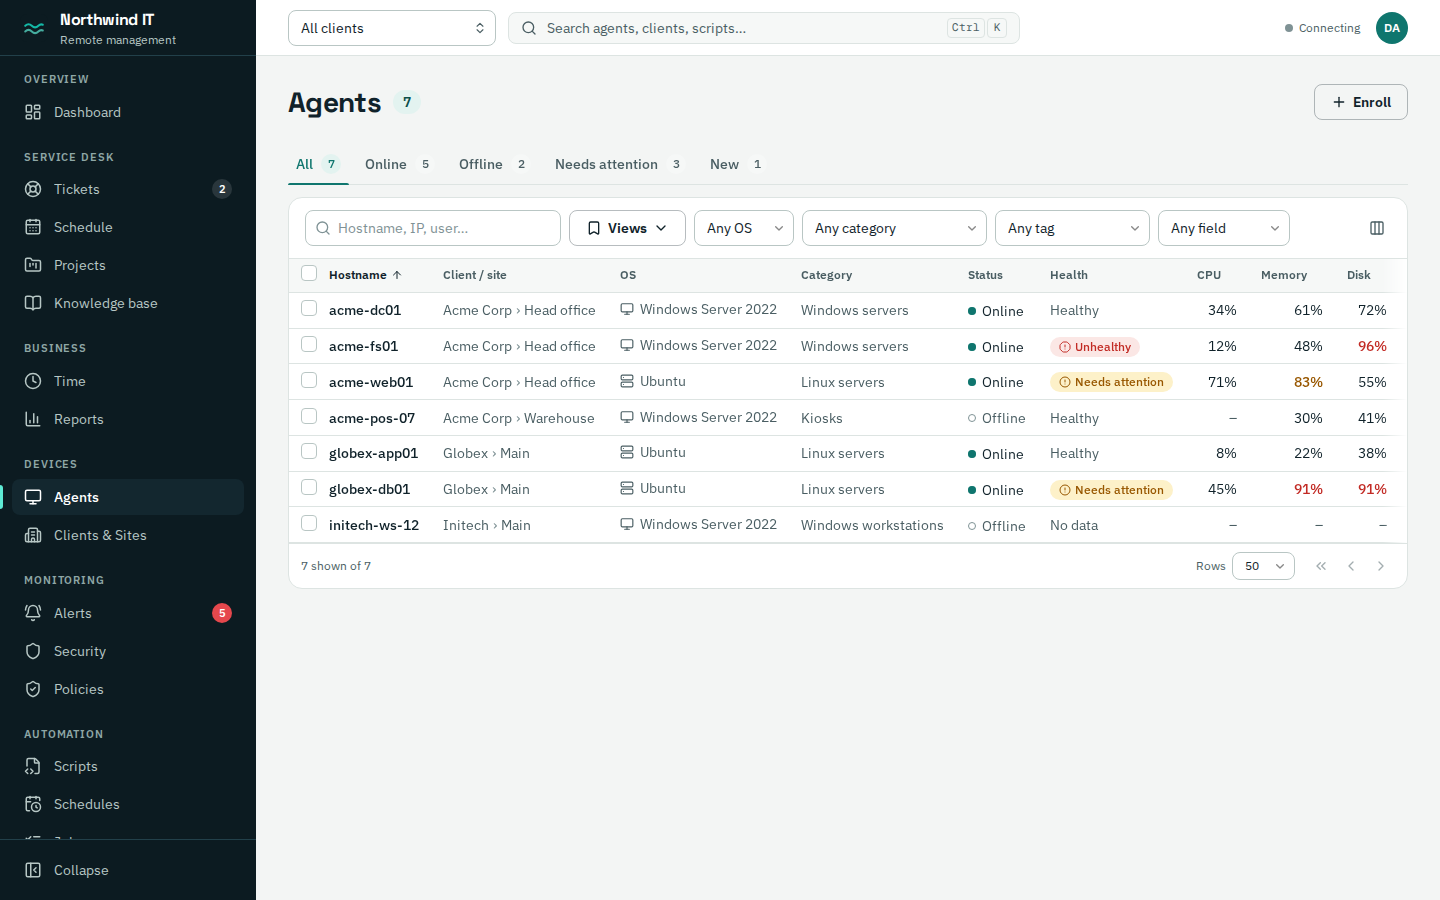 Northwind IT
Remote management
OVERVIEW
Dashboard
SERVICE DESK
Tickets 2
Schedule
Projects
Knowledge base
BUSINESS
Time
Reports
DEVICES
Agents
Clients & Sites
MONITORING
Alerts 5
Security
Policies
AUTOMATION
Scripts
Schedules
Collapse
All clients Search agents, clients, scripts... Ctrl K Connecting DA
Agents 7 Enroll
All 7 Online 5 Offline 2 Needs attention 3 New 1
Hostname, IP, user... Views Any OS Any category Any tag Any field
Hostname Client / site OS Category Status Health CPU Memory Disk
acme-dc01 Acme Corp › Head office Windows Server 2022 Windows servers Online Healthy 34% 61% 72%
acme-fs01 Acme Corp › Head office Windows Server 2022 Windows servers Online Unhealthy 12% 48% 96%
acme-web01 Acme Corp › Head office Ubuntu Linux servers Online Needs attention 71% 83% 55%
acme-pos-07 Acme Corp › Warehouse Windows Server 2022 Kiosks Offline Healthy – 30% 41%
globex-app01 Globex › Main Ubuntu Linux servers Online Healthy 8% 22% 38%
globex-db01 Globex › Main Ubuntu Linux servers Online Needs attention 45% 91% 91%
initech-ws-12 Initech › Main Windows Server 2022 Windows workstations Offline No data – – –
7 shown of 7 Rows 50